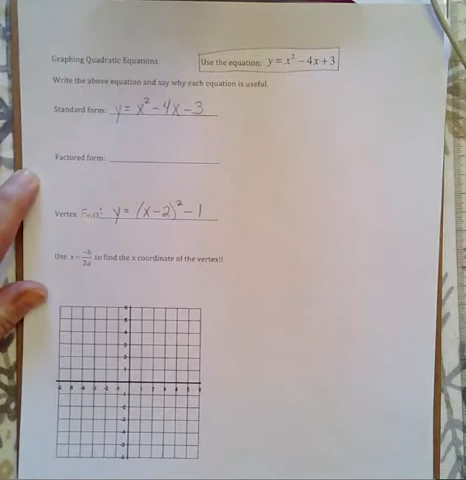 Graphing Quadratic Equations
Use the equation: y = x² − 4x + 3
Write the above equation and say why each equation is useful.
Standard form: y = x² − 4x − 3
Factored form:
Vertex Form: y = (x−2)² − 1
Use x = −b/2a to find the x coordinate of the vertex!!